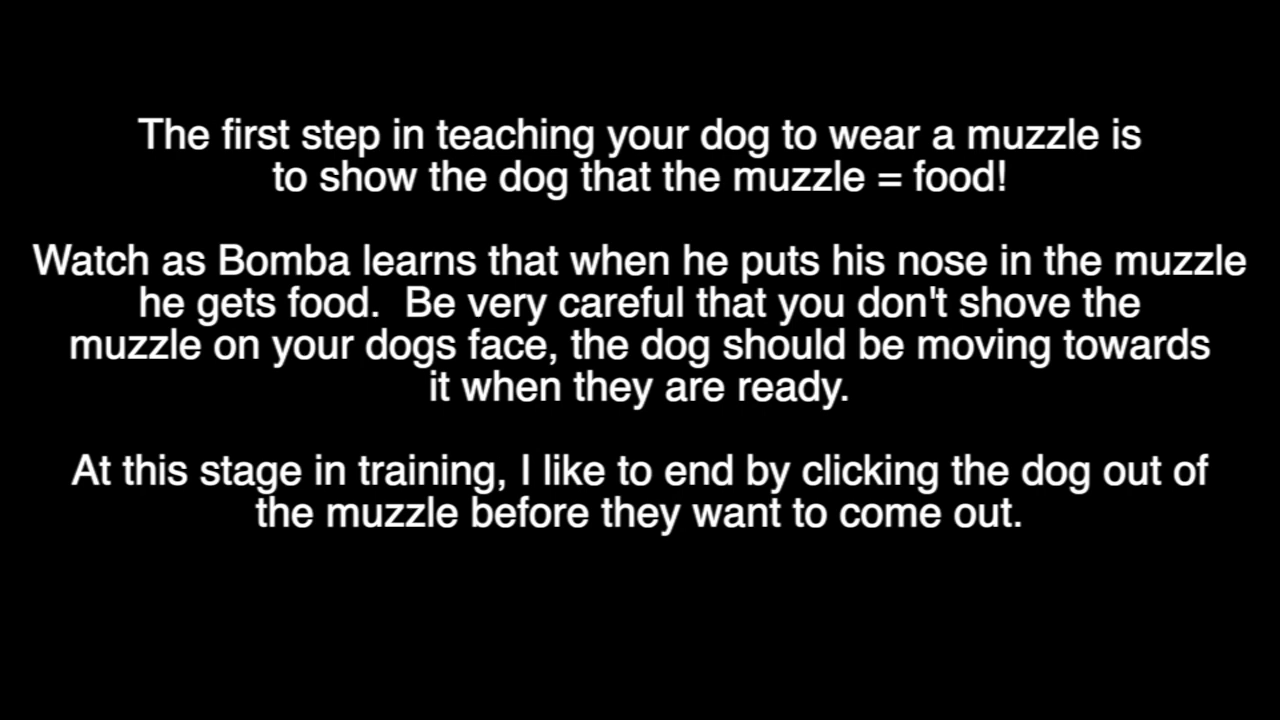 The first step in teaching your dog to wear a muzzle is
to show the dog that the muzzle = food!
Watch as Bomba learns that when he puts his nose in the muzzle
he gets food.  Be very careful that you don't shove the
muzzle on your dogs face, the dog should be moving towards
it when they are ready.
At this stage in training, I like to end by clicking the dog out of
the muzzle before they want to come out.